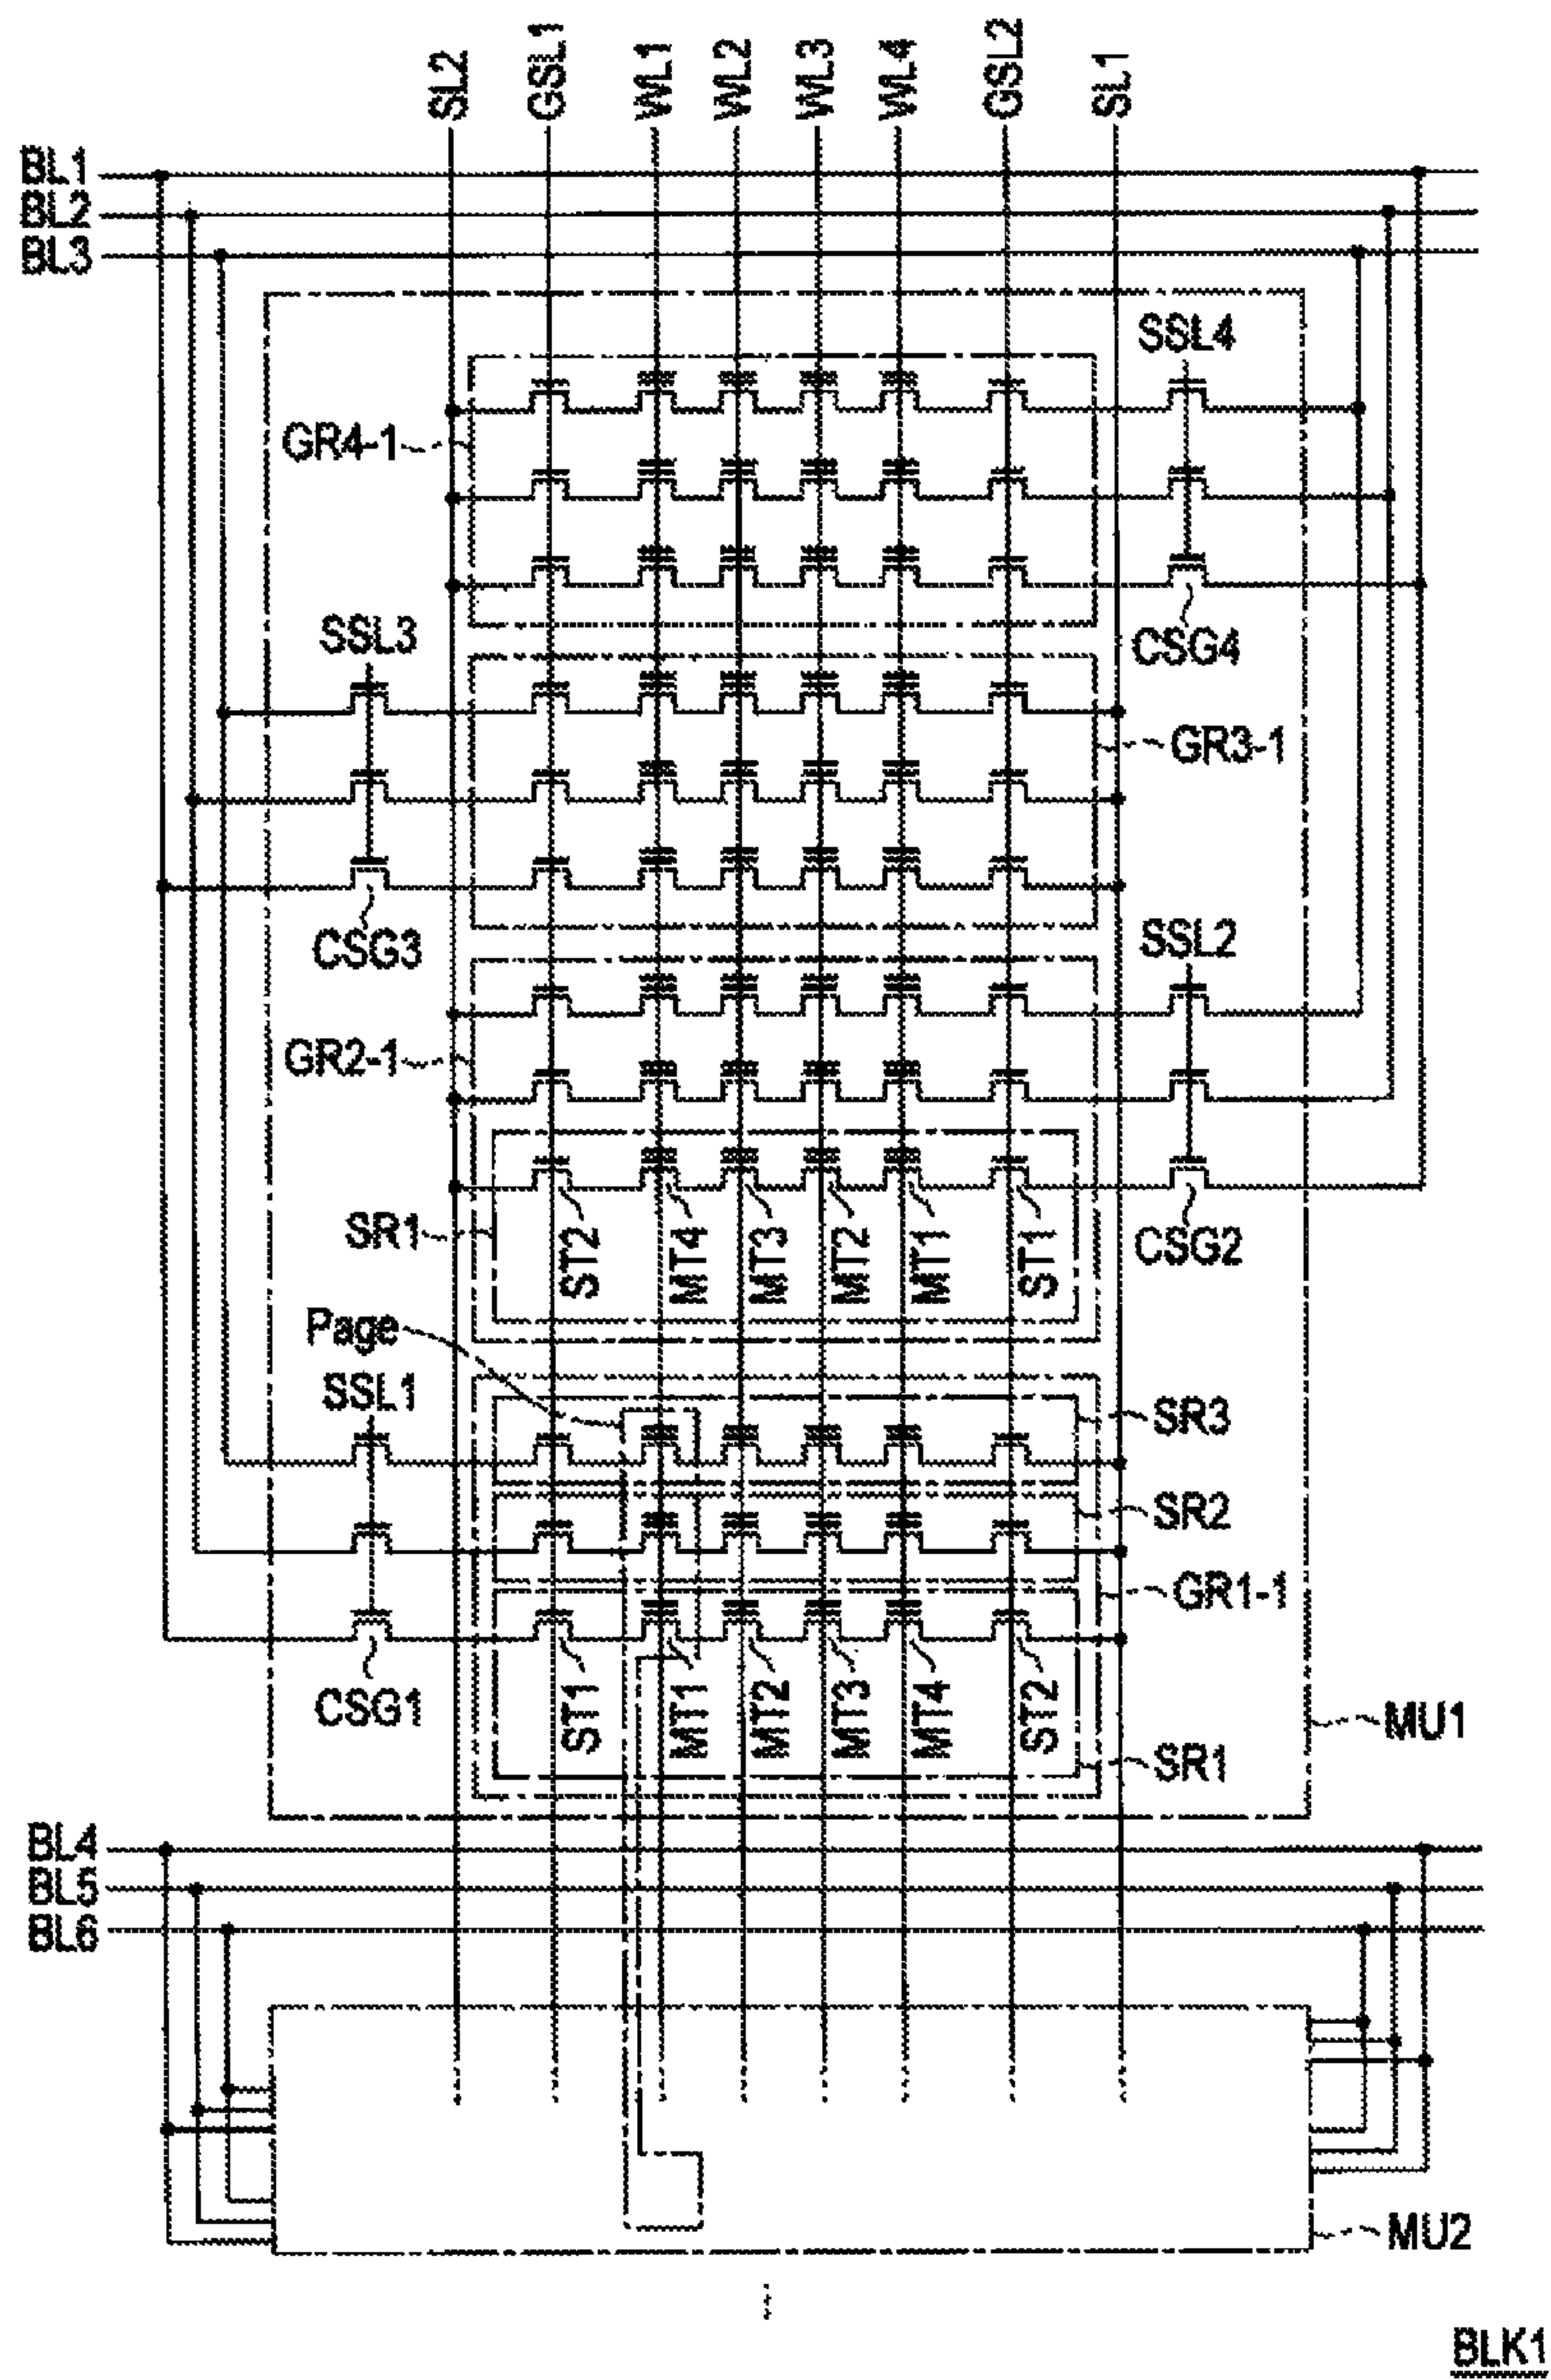 SL2
GSL1
WL1
WL2
WL3
WL4
GSL2
SL1
BL1
BL2
BL3
SSL4
GR4-1
CSG4
SSL3
GR3-1
CSG3
SSL2
GR2-1
SR1
ST2
MT4
MT3
MT2
MT1
ST1
CSG2
Page
SSL1
SR3
SR2
GR1-1
CSG1
ST1
MT1
MT2
MT3
MT4
ST2
SR1
MU1
BL4
BL5
BL6
MU2
BLK1